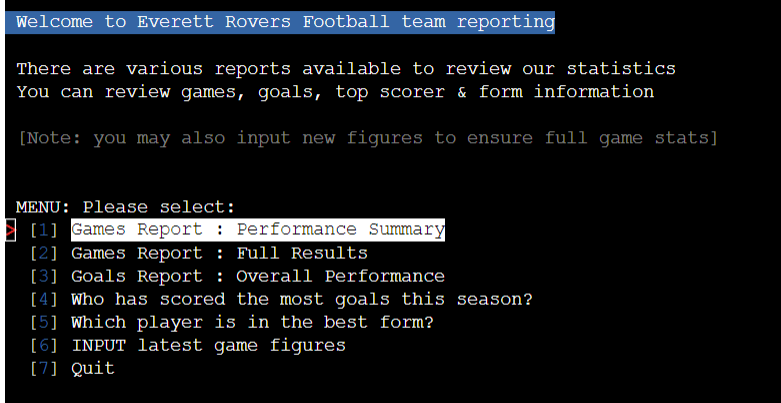 Welcome to Everett Rovers Football team reporting
There are various reports available to review our statistics
You can review games, goals, top scorer & form information
[Note: you may also input new figures to ensure full game stats]
MENU: Please select:
> [1] Games Report : Performance Summary
[2] Games Report : Full Results
[3] Goals Report : Overall Performance
[4] Who has scored the most goals this season?
[5] Which player is in the best form?
[6] INPUT latest game figures
[7] Quit